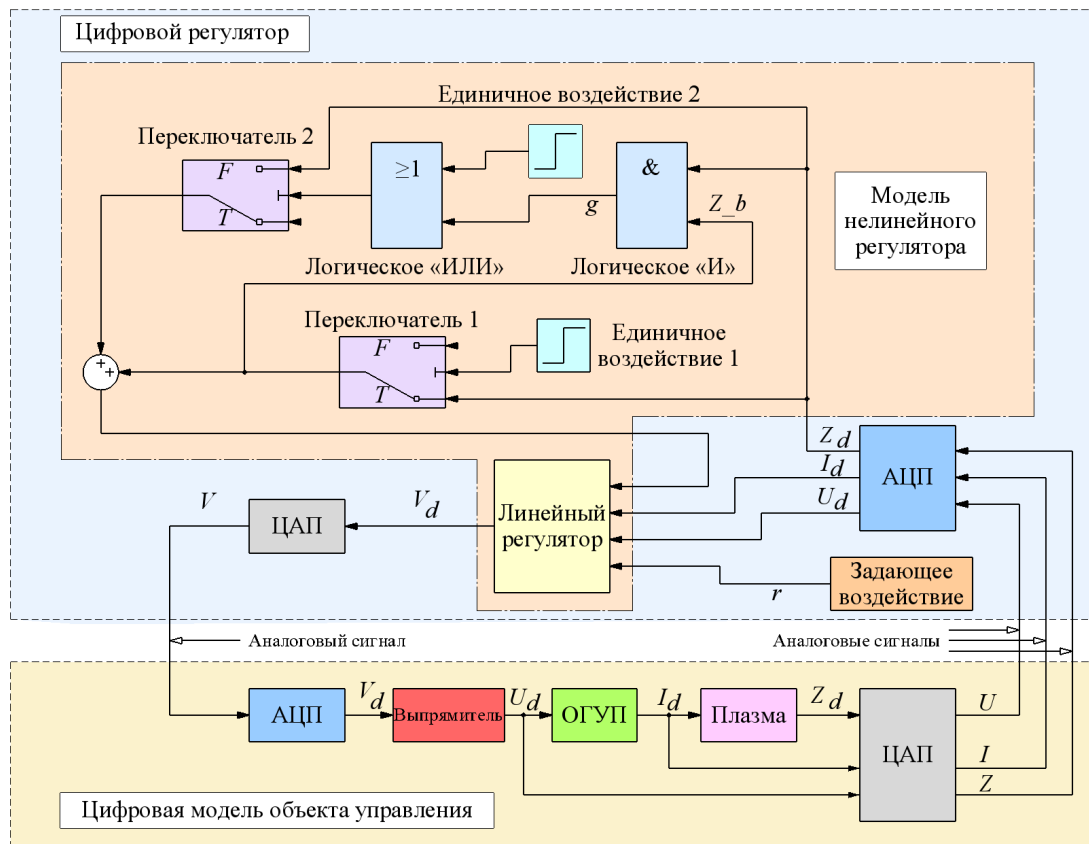 Цифровой регулятор
Единичное воздействие 2
Переключатель 2
F
T
≥1
&
g
Z_b
Модель
нелинейного
регулятора
Логическое «ИЛИ»
Логическое «И»
Переключатель 1
F
T
Единичное
воздействие 1
+
+
Z d
I d
U d
АЦП
V
ЦАП
V d
Линейный
регулятор
r
Задающее
воздействие
Аналоговый сигнал
Аналоговые сигналы
АЦП
V d
Выпрямитель
U d
ОГУП
I d
Плазма
Z d
ЦАП
U
I
Z
Цифровая модель объекта управления